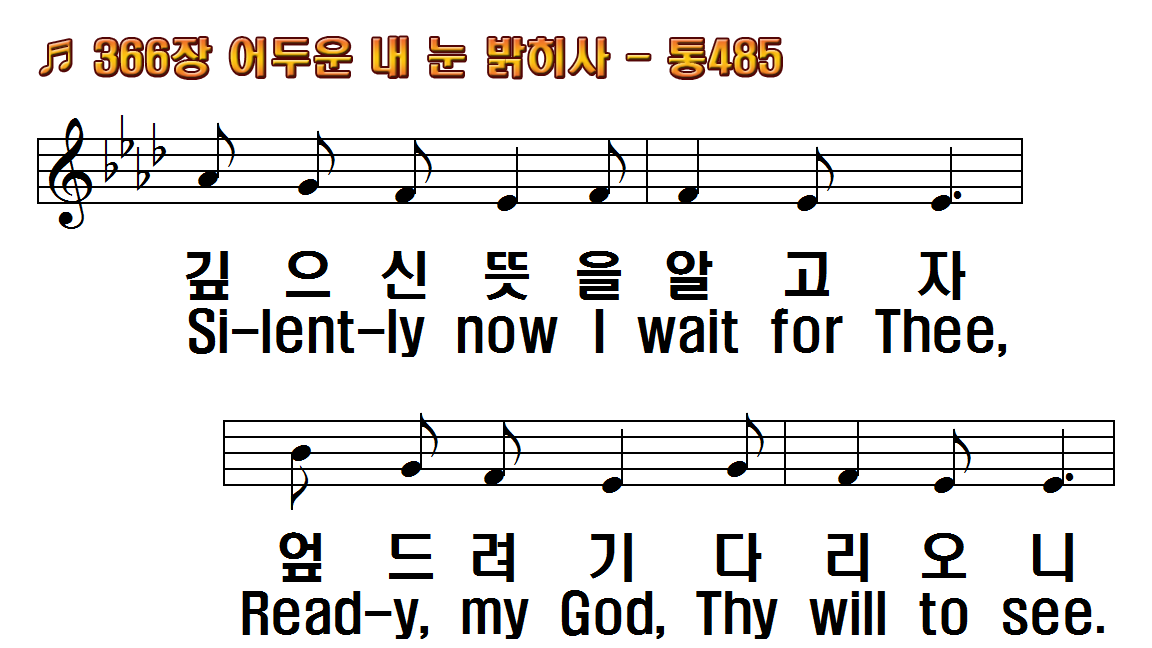 ♬ 366장 어두운 내 눈 밝히사 - 통485
깊 으 신 뜻 을 알 고 자
Si-lent-ly now I wait for Thee,
엎 드 려 기 다 리 오 니
Read-y, my God, Thy will to see.